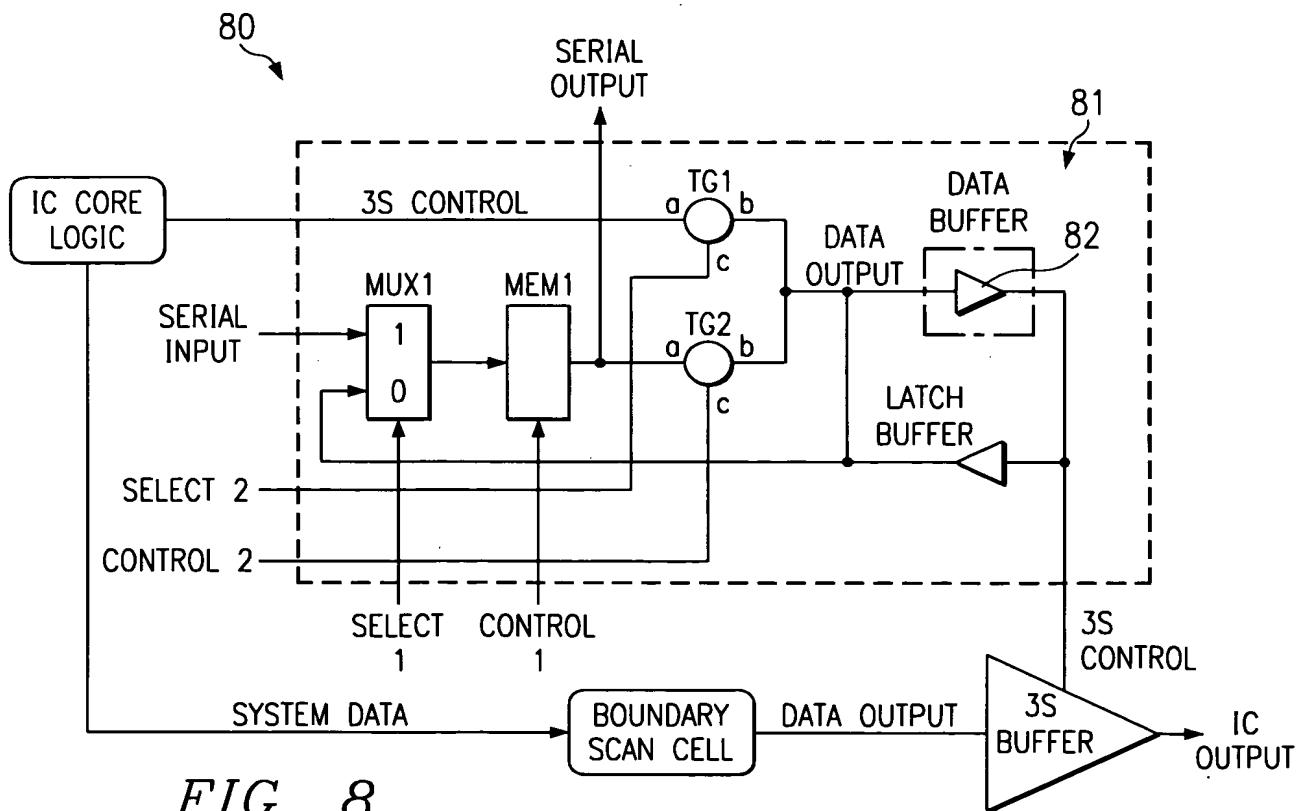 80
SERIAL
OUTPUT
81
IC CORE
LOGIC
3S CONTROL
a
TG1
b
c
DATA
BUFFER
82
DATA
OUTPUT
MUX1
MEM1
SERIAL
INPUT
1
0
TG2
a
b
c
LATCH
BUFFER
SELECT 2
CONTROL 2
SELECT
1
CONTROL
1
3S
CONTROL
SYSTEM DATA
BOUNDARY
SCAN CELL
DATA OUTPUT
3S
BUFFER
IC
OUTPUT
FIG. 8